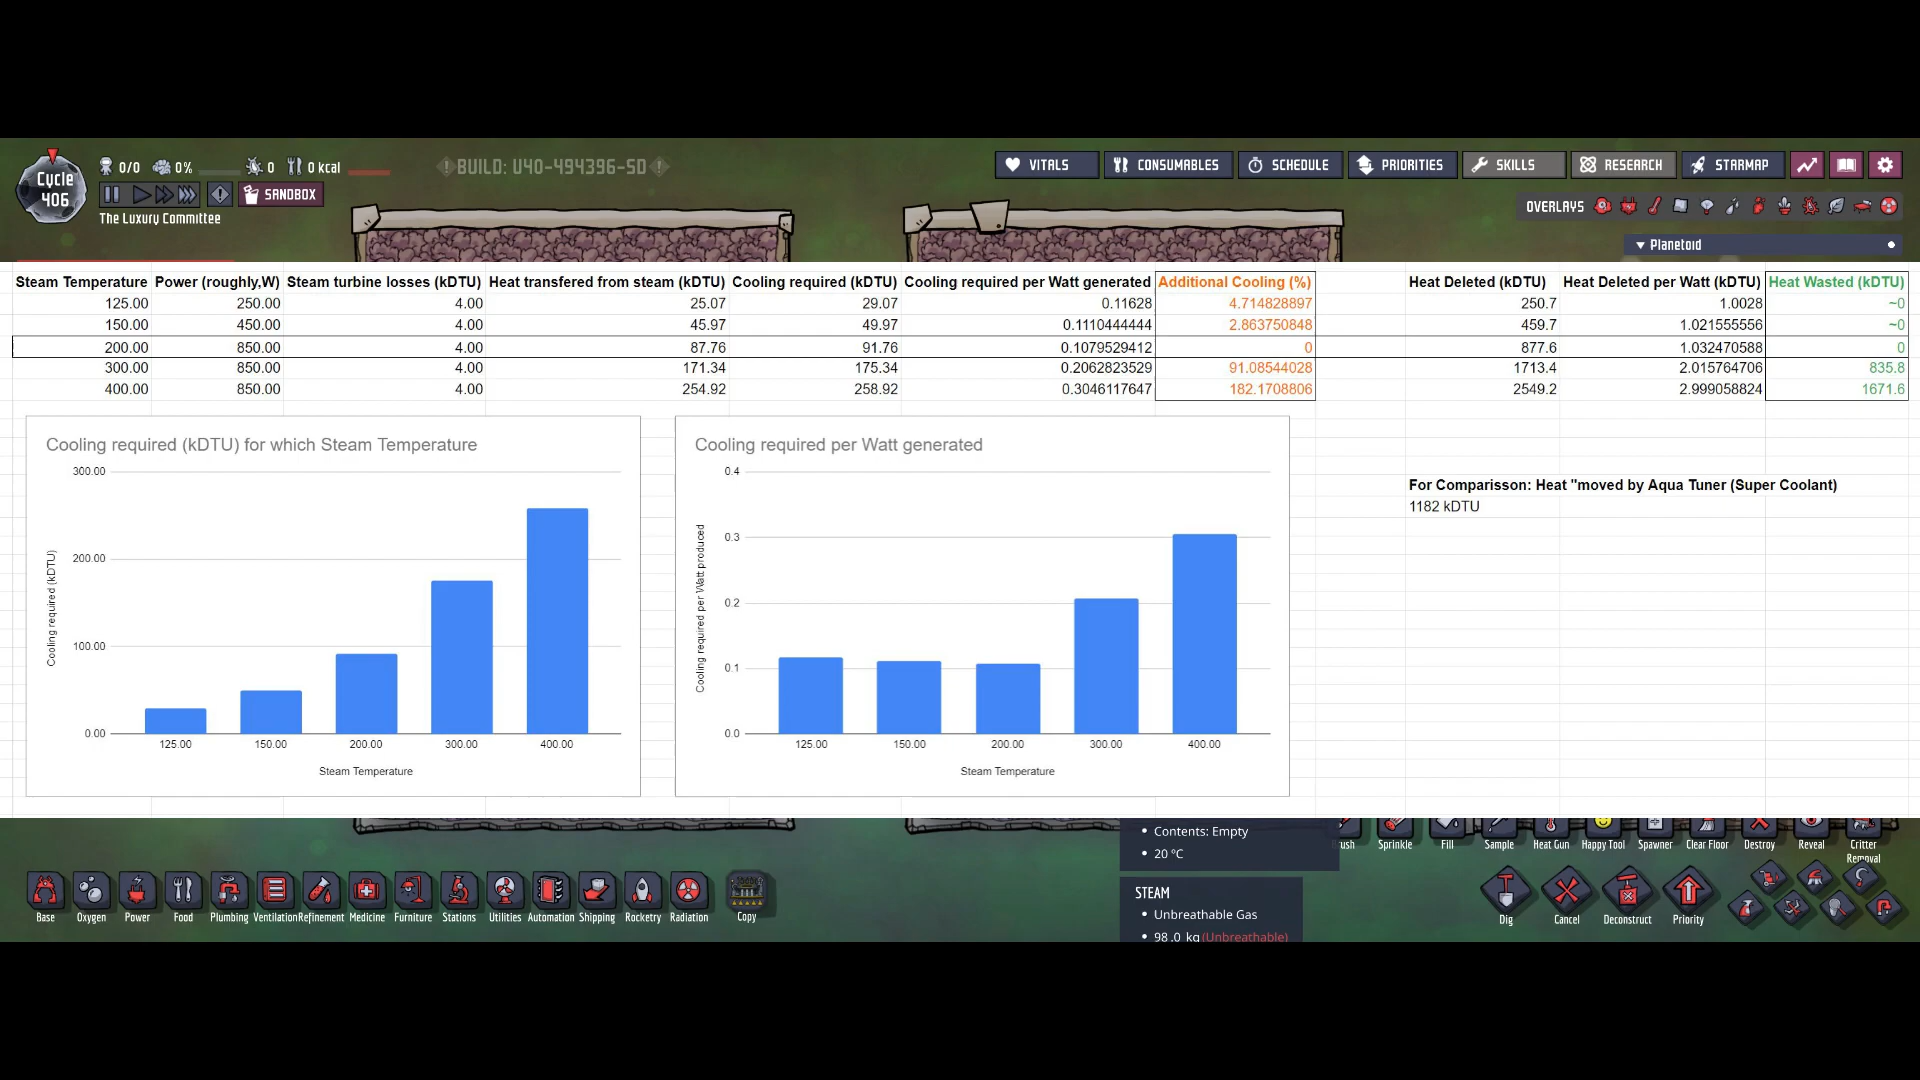 Cycle
406
0/0
0%
0
0 kcal
BUILD: U40-494396-SD
VITALS
CONSUMABLES
SCHEDULE
PRIORITIES
SKILLS
RESEARCH
STARMAP
SANDBOX
The Luxury Committee
OVERLAYS
Planetoid
Steam Temperature Power (roughly,W) Steam turbine losses (kDTU) Heat transfered from steam (kDTU) Cooling required (kDTU) Cooling required per Watt generated Additional Cooling (%) Heat Deleted (kDTU) Heat Deleted per Watt (kDTU) Heat Wasted (kDTU)
125.00 250.00 4.00 25.07 29.07 0.11628 4.714828897 250.7 1.0028 ~0
150.00 450.00 4.00 45.97 49.97 0.1110444444 2.863750848 459.7 1.021555556 ~0
200.00 850.00 4.00 87.76 91.76 0.1079529412 0 877.6 1.032470588 0
300.00 850.00 4.00 171.34 175.34 0.2062823529 91.08544028 1713.4 2.015764706 835.8
400.00 850.00 4.00 254.92 258.92 0.3046117647 182.1708806 2549.2 2.999058824 1671.6
Cooling required (kDTU) for which Steam Temperature
300.00
200.00
100.00
0.00
Cooling required (kDTU)
125.00 150.00 200.00 300.00 400.00
Steam Temperature
Cooling required per Watt generated
0.4
0.3
0.2
0.1
0.0
Cooling required per Watt produced
125.00 150.00 200.00 300.00 400.00
Steam Temperature
For Comparisson: Heat "moved by Aqua Tuner (Super Coolant)
1182 kDTU
Contents: Empty
20 ºC
STEAM
Unbreathable Gas
98.0 kg (Unbreathable)
Sprinkle
Fill
Sample
Heat Gun
Happy Tool
Spawner
Clear Floor
Destroy
Reveal
Critter
Removal
Base
Oxygen
Power
Food
Plumbing
Ventilation
Refinement
Medicine
Furniture
Stations
Utilities
Automation
Shipping
Rocketry
Radiation
Copy
Dig
Cancel
Deconstruct
Priority